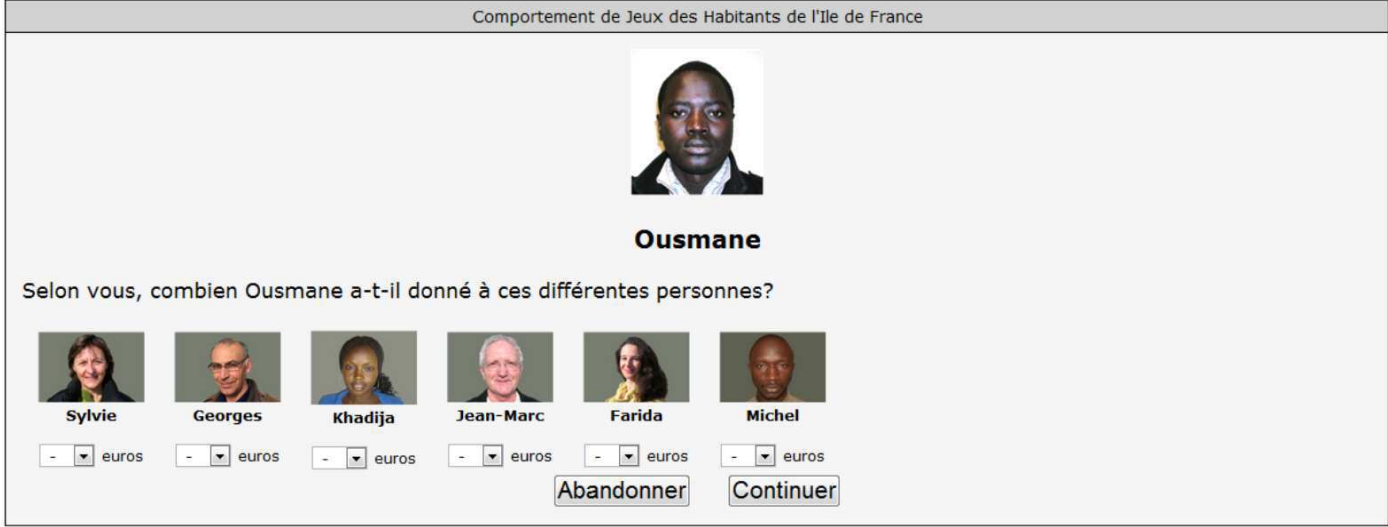 Comportement de Jeux des Habitants de l'Ile de France
Ousmane
Selon vous, combien Ousmane a-t-il donné à ces différentes personnes?
Sylvie Georges Khadija Jean-Marc Farida Michel
- euros - euros - euros - euros - euros - euros
Abandonner Continuer